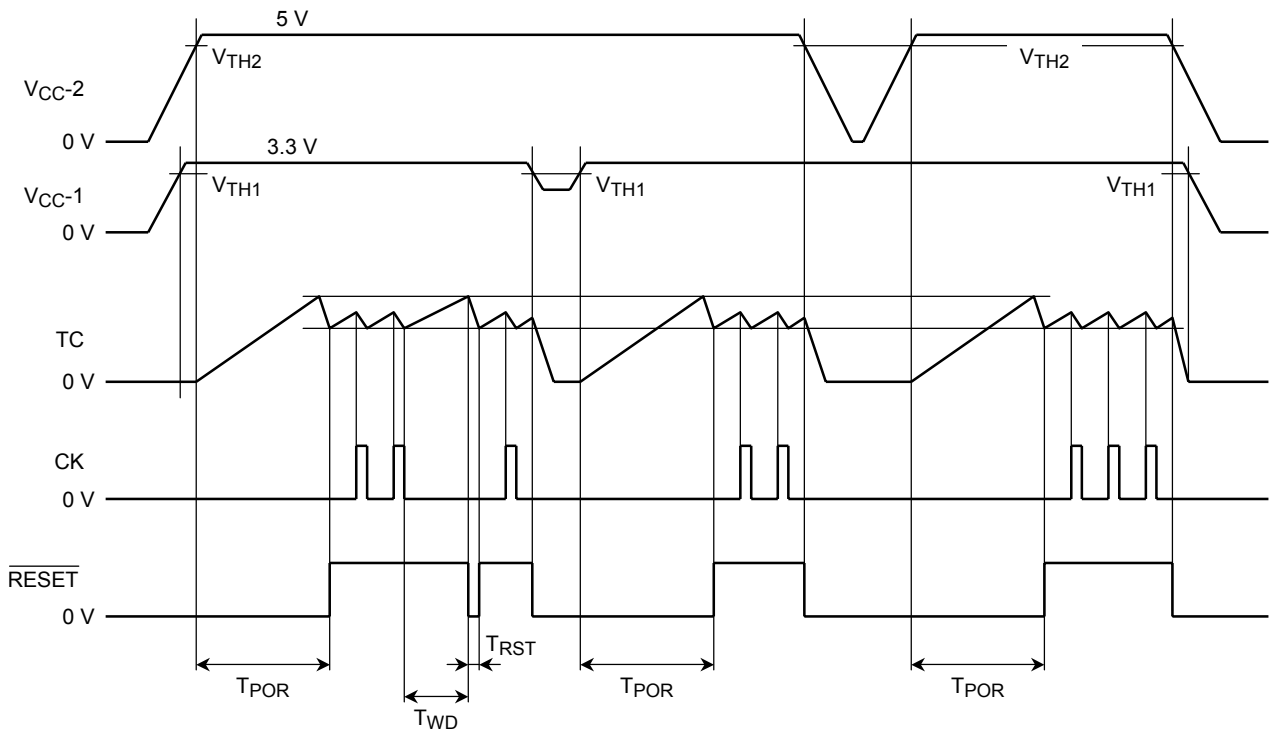 5 V
VTH2
VTH2
VCC-2
0 V
3.3 V
VTH1
VTH1
VTH1
VCC-1
0 V
TC
0 V
CK
0 V
RESET
0 V
TRST
TPOR
TPOR
TPOR
TWD